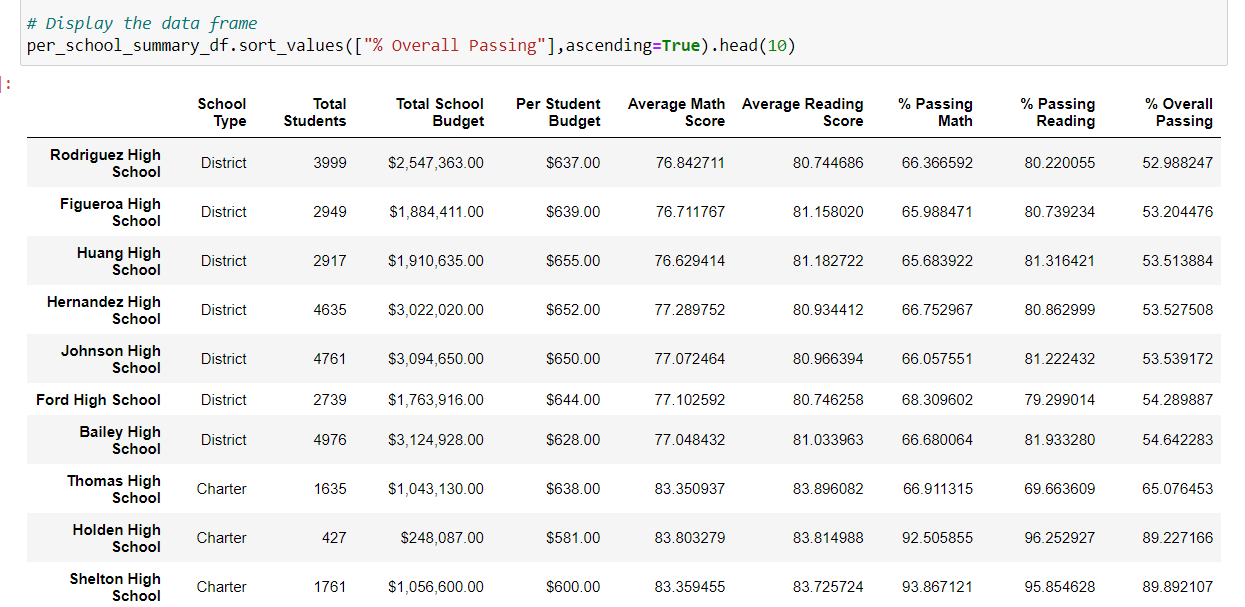 # Display the data frame
per_school_summary_df.sort_values(["% Overall Passing"],ascending=True).head(10)
]:
School Type Total Students Total School Budget Per Student Budget Average Math Score Average Reading Score % Passing Math % Passing Reading % Overall Passing
Rodriguez High School District 3999 $2,547,363.00 $637.00 76.842711 80.744686 66.366592 80.220055 52.988247
Figueroa High School District 2949 $1,884,411.00 $639.00 76.711767 81.158020 65.988471 80.739234 53.204476
Huang High School District 2917 $1,910,635.00 $655.00 76.629414 81.182722 65.683922 81.316421 53.513884
Hernandez High School District 4635 $3,022,020.00 $652.00 77.289752 80.934412 66.752967 80.862999 53.527508
Johnson High School District 4761 $3,094,650.00 $650.00 77.072464 80.966394 66.057551 81.222432 53.539172
Ford High School District 2739 $1,763,916.00 $644.00 77.102592 80.746258 68.309602 79.299014 54.289887
Bailey High School District 4976 $3,124,928.00 $628.00 77.048432 81.033963 66.680064 81.933280 54.642283
Thomas High School Charter 1635 $1,043,130.00 $638.00 83.350937 83.896082 66.911315 69.663609 65.076453
Holden High School Charter 427 $248,087.00 $581.00 83.803279 83.814988 92.505855 96.252927 89.227166
Shelton High School Charter 1761 $1,056,600.00 $600.00 83.359455 83.725724 93.867121 95.854628 89.892107